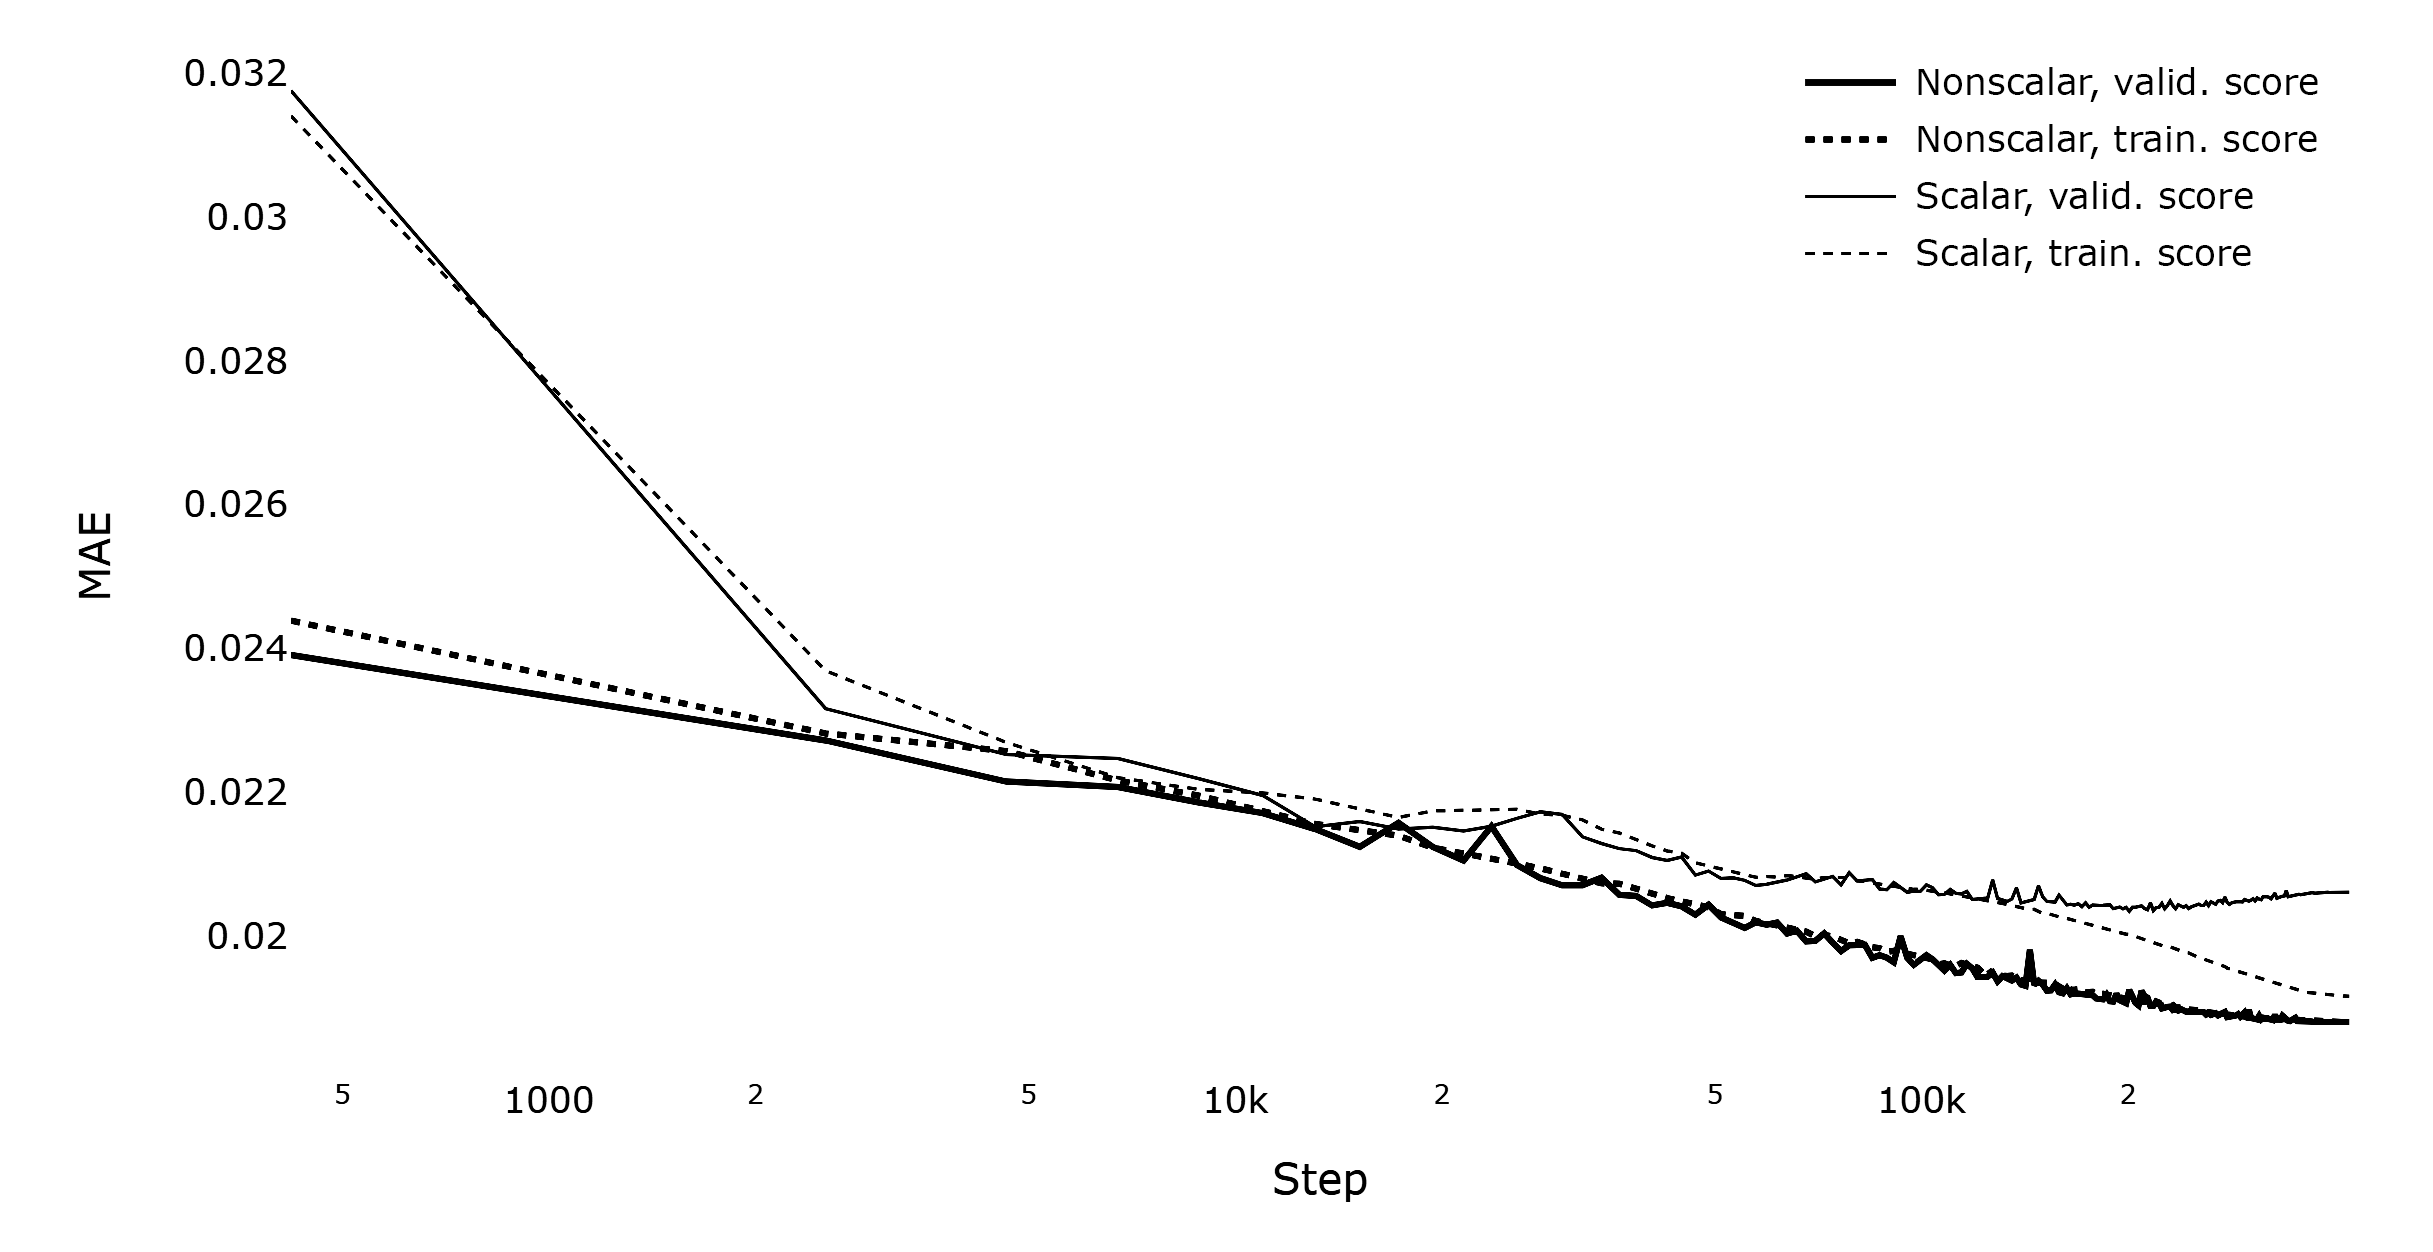 0.032
0.03
0.028
0.026
0.024
0.022
0.02
MAE
Nonscalar, valid. score
Nonscalar, train. score
Scalar, valid. score
Scalar, train. score
5 1000 2 5 10k 2 5 100k 2
Step